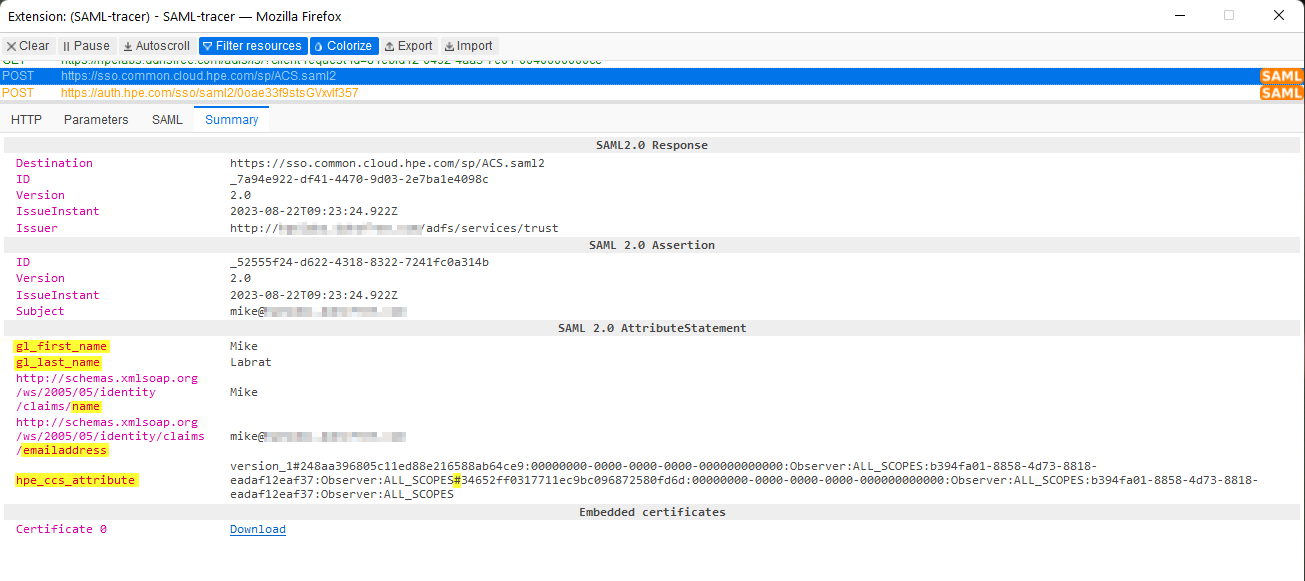 Extension: (SAML-tracer) - SAML-tracer — Mozilla Firefox
Clear Pause Autoscroll Filter resources Colorize Export Import
POST https://sso.common.cloud.hpe.com/sp/ACS.saml2 SAML
POST https://auth.hpe.com/sso/saml2/0oae33f9stsGVxvlf357 SAML
HTTP Parameters SAML Summary
SAML2.0 Response
Destination https://sso.common.cloud.hpe.com/sp/ACS.saml2
ID _7a94e922-df41-4470-9d03-2e7ba1e4098c
Version 2.0
IssueInstant 2023-08-22T09:23:24.922Z
Issuer http:// /adfs/services/trust
SAML 2.0 Assertion
ID _52555f24-d622-4318-8322-7241fc0a314b
Version 2.0
IssueInstant 2023-08-22T09:23:24.922Z
Subject mike@
SAML 2.0 AttributeStatement
gl_first_name Mike
gl_last_name Labrat
http://schemas.xmlsoap.org
/ws/2005/05/identity Mike
/claims/name
http://schemas.xmlsoap.org
/ws/2005/05/identity/claims mike@
/emailaddress
version_1#248aa396805c11ed88e216588ab64ce9:00000000-0000-0000-0000-000000000000:Observer:ALL_SCOPES:b394fa01-8858-4d73-8818-
hpe_ccs_attribute eadaf12eaf37:Observer:ALL_SCOPES#34652ff0317711ec9bc096872580fd6d:00000000-0000-0000-0000-000000000000:Observer:ALL_SCOPES:b394fa01-8858-4d73-8818-
eadaf12eaf37:Observer:ALL_SCOPES
Embedded certificates
Certificate 0 Download